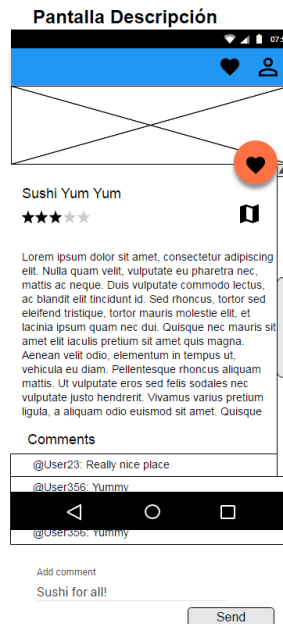 Pantalla Descripción
07:
Sushi Yum Yum
Lorem ipsum dolor sit amet, consectetur adipiscing
elit. Nulla quam velit, vulputate eu pharetra nec,
mattis ac neque. Duis vulputate commodo lectus,
ac blandit elit tincidunt id. Sed rhoncus, tortor sed
eleifend tristique, tortor mauris molestie elit, et
lacinia ipsum quam nec dui. Quisque nec mauris sit
amet elit iaculis pretium sit amet quis magna.
Aenean velit odio, elementum in tempus ut,
vehicula eu diam. Pellentesque rhoncus aliquam
mattis. Ut vulputate eros sed felis sodales nec
vulputate justo hendrerit. Vivamus varius pretium
ligula, a aliquam odio euismod sit amet. Quisque
Comments
@User23: Really nice place
@User356: Yummy
@User356: Yummy
Add comment
Sushi for all!
Send